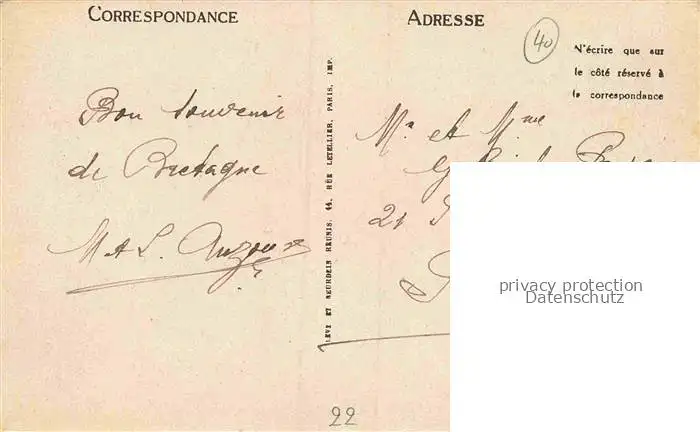 CORRESPONDANCE
ADRESSE
40
N'écrire que sur
le côté réservé à
la correspondance
Bon souvenir
de Bretagne
M et Mme
21
LEVY ET NEURDEIN RÉUNIS, 44, RUE LETELLIER, PARIS, IMP.
privacy protection
Datenschutz
22